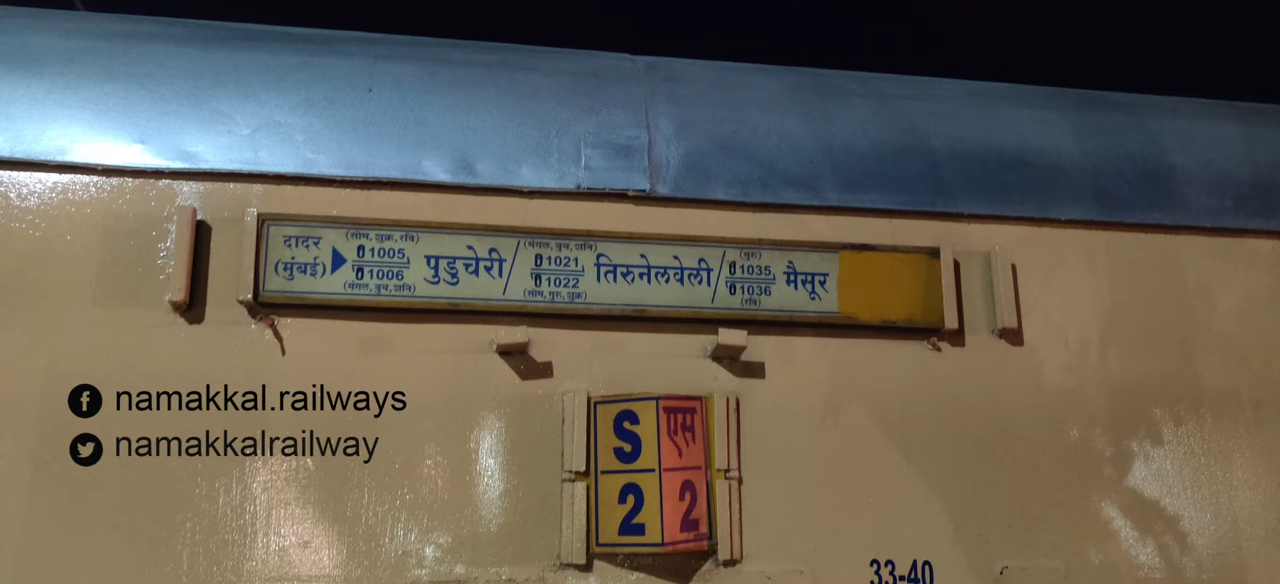 दादर
(मुंबई)
(सोम, शुक्र, रवि)
01005,
01006
(मंगल, बुध, शनि)
पुडुचेरी/
(मंगल, बुध, शनि)
01021,
01022
(सोम, गुरु, शुक्र)
तिरुनेलवेली/
(गुरु)
01035,
01036
(रवि)
मैसूर
namakkal.railways
namakkalrailway
S एस
2 2
33-40